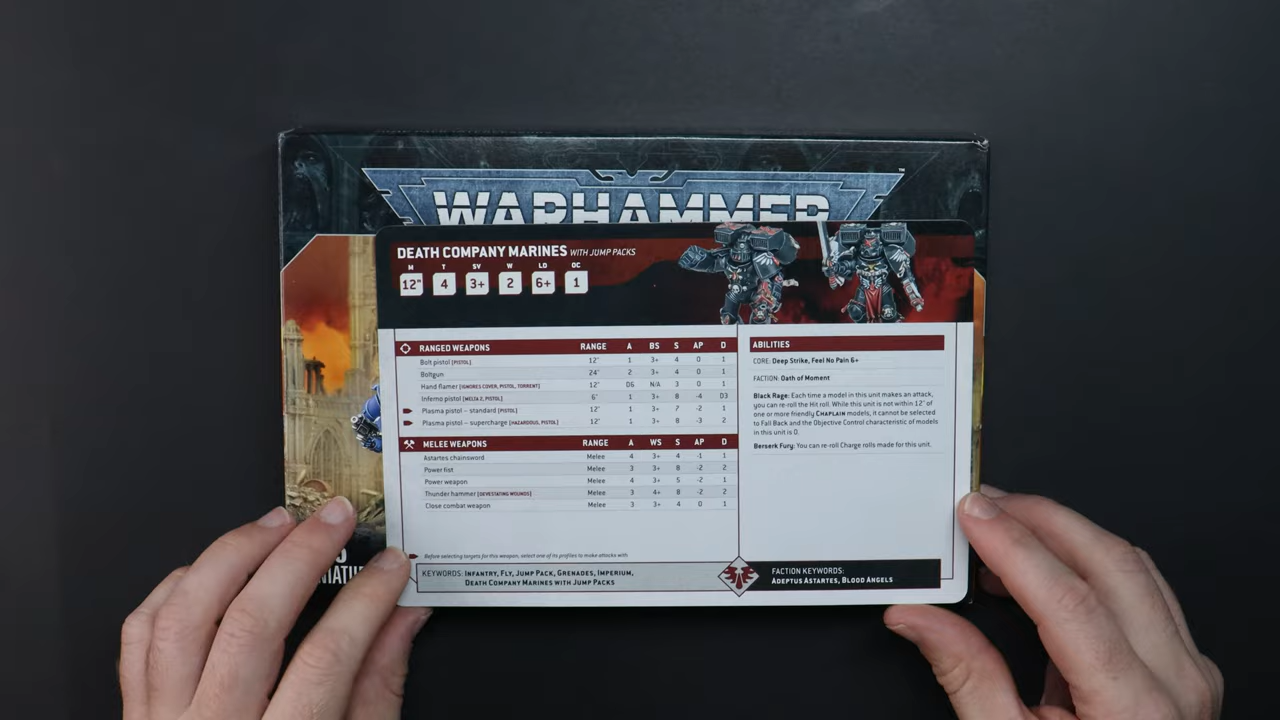 WARHAMMER
™
DEATH COMPANY MARINES WITH JUMP PACKS
M T SV W LD OC
12" 4 3+ 2 6+ 1
RANGED WEAPONS RANGE A BS S AP D
Bolt pistol [PISTOL] 12" 1 3+ 4 0 1
Boltgun 24" 2 3+ 4 0 1
Hand flamer [IGNORES COVER, PISTOL, TORRENT] 12" D6 N/A 3 0 1
Inferno pistol [MELTA 2, PISTOL] 6" 1 3+ 8 -4 D3
Plasma pistol – standard [PISTOL] 12" 1 3+ 7 -2 1
Plasma pistol – supercharge [HAZARDOUS, PISTOL] 12" 1 3+ 8 -3 2
MELEE WEAPONS RANGE A WS S AP D
Astartes chainsword Melee 4 3+ 4 -1 1
Power fist Melee 3 3+ 8 -2 2
Power weapon Melee 4 3+ 5 -2 1
Thunder hammer [DEVASTATING WOUNDS] Melee 3 4+ 8 -2 2
Close combat weapon Melee 3 3+ 4 0 1
Before selecting targets for this weapon, select one of its profiles to make attacks with
KEYWORDS: INFANTRY, FLY, JUMP PACK, GRENADES, IMPERIUM,
DEATH COMPANY MARINES WITH JUMP PACKS
ABILITIES
CORE: Deep Strike, Feel No Pain 6+
FACTION: Oath of Moment
Black Rage: Each time a model in this unit makes an attack,
you can re-roll the Hit roll. While this unit is not within 12" of
one or more friendly CHAPLAIN models, it cannot be selected
to Fall Back and the Objective Control characteristic of models
in this unit is 0.
Berserk Fury: You can re-roll Charge rolls made for this unit.
FACTION KEYWORDS:
ADEPTUS ASTARTES, BLOOD ANGELS